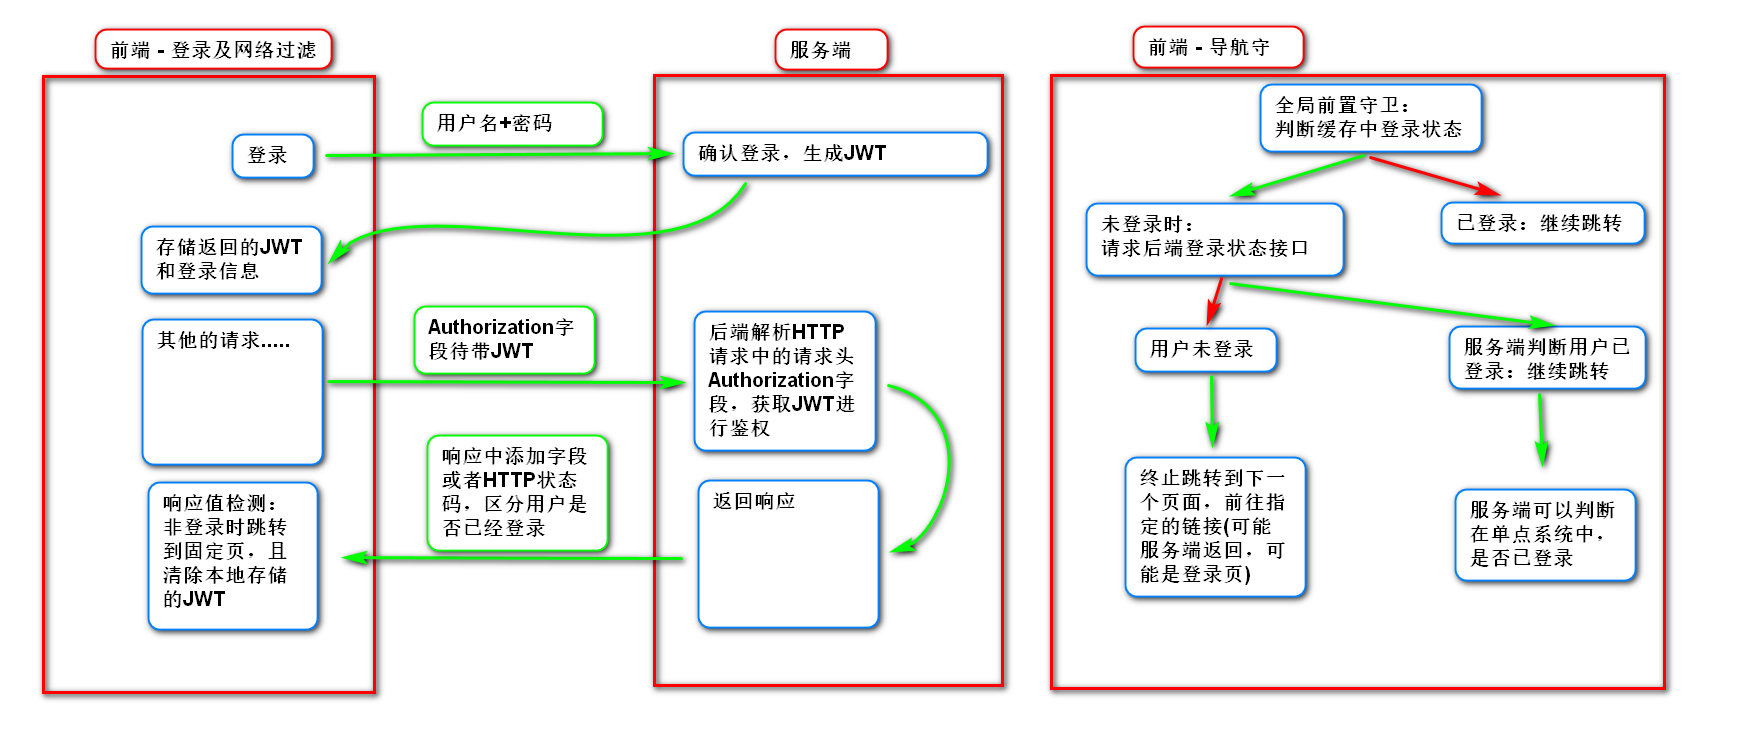 前端 - 登录及网络过滤
服务端
前端 - 导航守
用户名+密码
登录
确认登录，生成JWT
存储返回的JWT
和登录信息
其他的请求.....
Authorization字
段待带JWT
后端解析HTTP
请求中的请求头
Authorization字
段，获取JWT进
行鉴权
响应中添加字段
或者HTTP状态
码，区分用户是
否已经登录
返回响应
响应值检测：
非登录时跳转
到固定页，且
清除本地存储
的JWT
全局前置守卫：
判断缓存中登录状态
未登录时：
请求后端登录状态接口
已登录：继续跳转
用户未登录
服务端判断用户已
登录：继续跳转
终止跳转到下一
个页面，前往指
定的链接(可能
服务端返回，可
能是登录页)
服务端可以判断
在单点系统中，
是否已登录